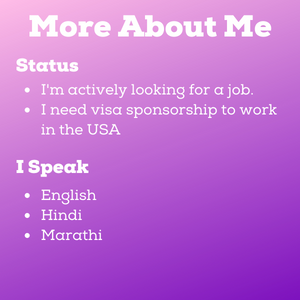 More About Me
Status
• I'm actively looking for a job.
• I need visa sponsorship to work
in the USA
I Speak
• English
• Hindi
• Marathi